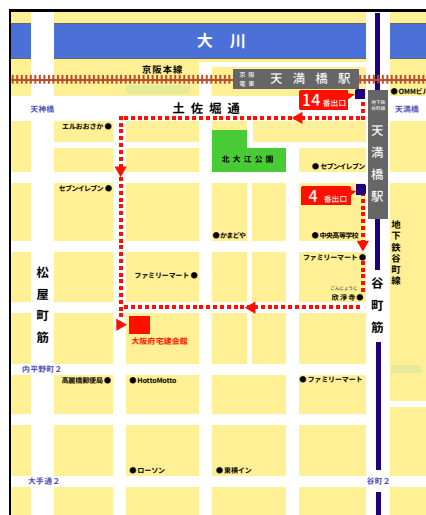 大川
京阪本線
京阪
電車
天満橋駅
OMMビル
14番出口
地下鉄
谷町線
天神橋
土佐堀通
天満橋
エルおおさか
天満橋駅
北大江公園
セブンイレブン
セブンイレブン
4番出口
地下鉄谷町線
かまどや
中央高等学校
ファミリーマート
ファミリーマート
松屋町筋
谷町筋
ごんじょうじ
欣浄寺
大阪府宅建会館
内平野町2
高麗橋郵便局
HottoMotto
ファミリーマート
ローソン
東横イン
大手通2
谷町2